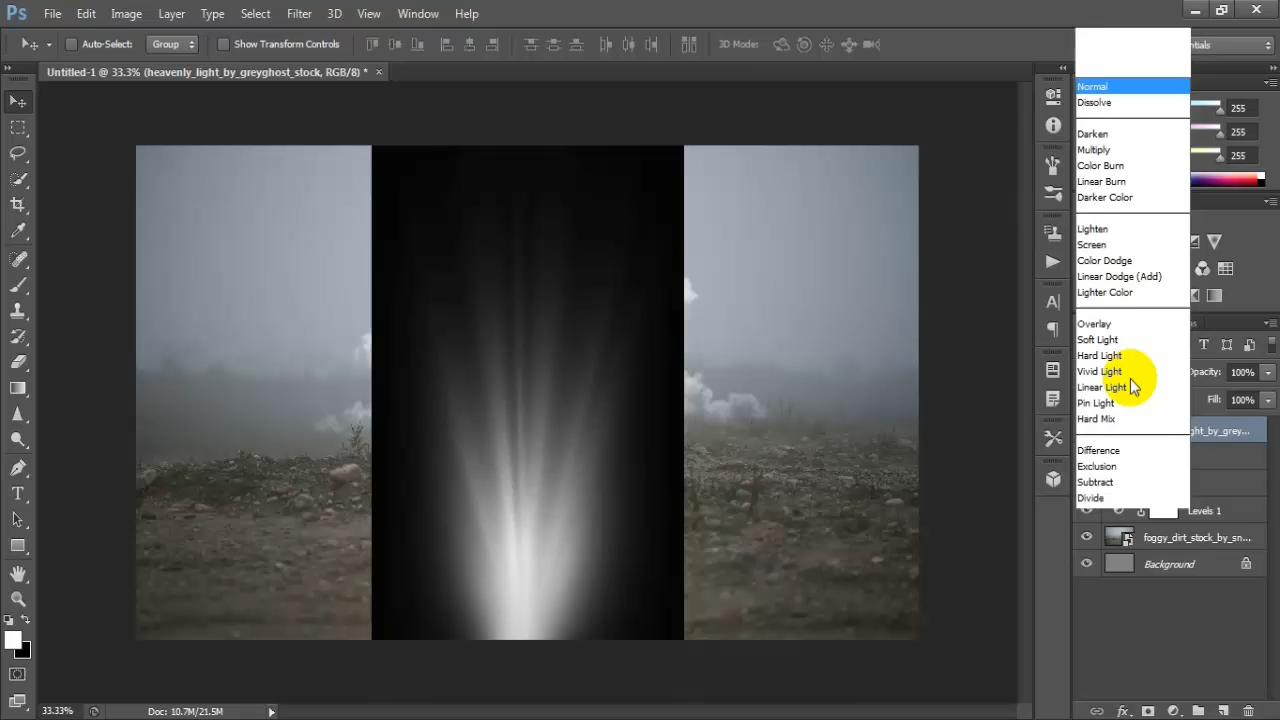 Ps File Edit Image Layer Type Select Filter 3D View Window Help
Auto-Select: Group Show Transform Controls 3D Mode:
Untitled-1 @ 33.3% (heavenly_light_by_greyghost_stock, RGB/8) * ×
Normal
Dissolve
Darken
Multiply
Color Burn
Linear Burn
Darker Color
Lighten
Screen
Color Dodge
Linear Dodge (Add)
Lighter Color
Overlay
Soft Light
Hard Light
Vivid Light
Linear Light
Pin Light
Hard Mix
Difference
Exclusion
Subtract
Divide
ntials
255
255
255
Opacity: 100%
Fill: 100%
ght_by_grey...
Levels 1
foggy_dirt_stock_by_sn...
Background
33.33% Doc: 10.7M/21.5M